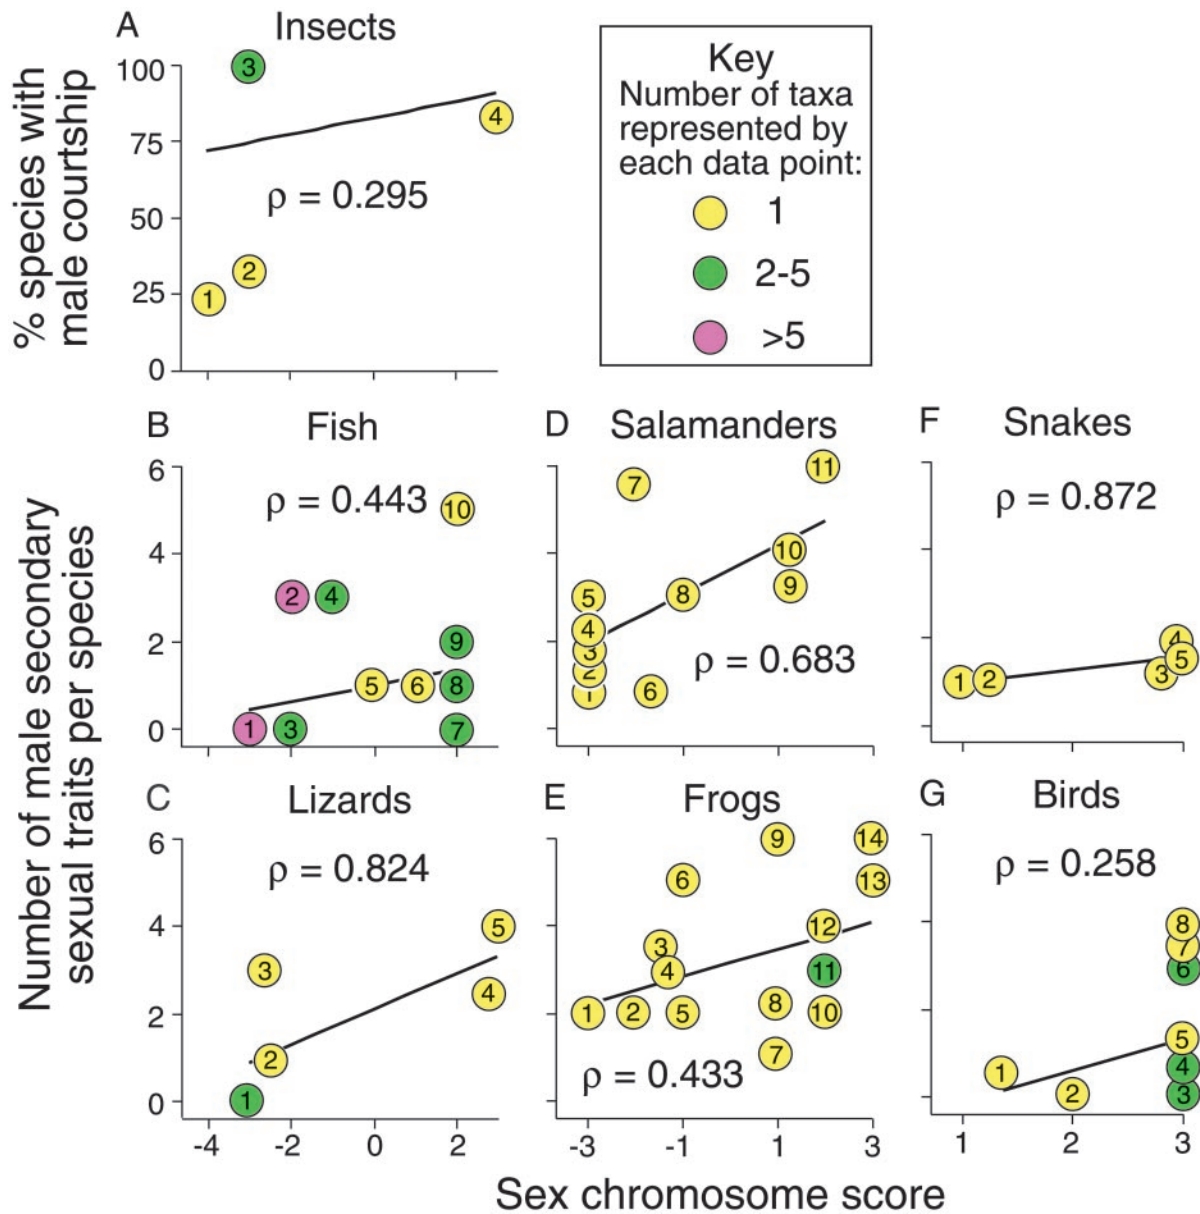 A Insects
% species with
male courtship
100
75
50
25
0
3
4
2
1
ρ = 0.295
Key
Number of taxa
represented by
each data point:
1
2-5
>5
Number of male secondary
sexual traits per species
B Fish
6
4
2
0
ρ = 0.443
10
2 4
9
5 6 8
1 3 7
D Salamanders
11
7
10
9
5 8
4
3
2
1 6
ρ = 0.683
F Snakes
ρ = 0.872
4
5
3
1 2
C Lizards
6
4
2
0
ρ = 0.824
5
3 4
2
1
-4 -2 0 2
E Frogs
9 14
6 13
3 12
4 11
1 2 5 8 10
7
ρ = 0.433
-3 -1 1 3
G Birds
ρ = 0.258
8
7
6
5
1 4
2 3
1 2 3
Sex chromosome score